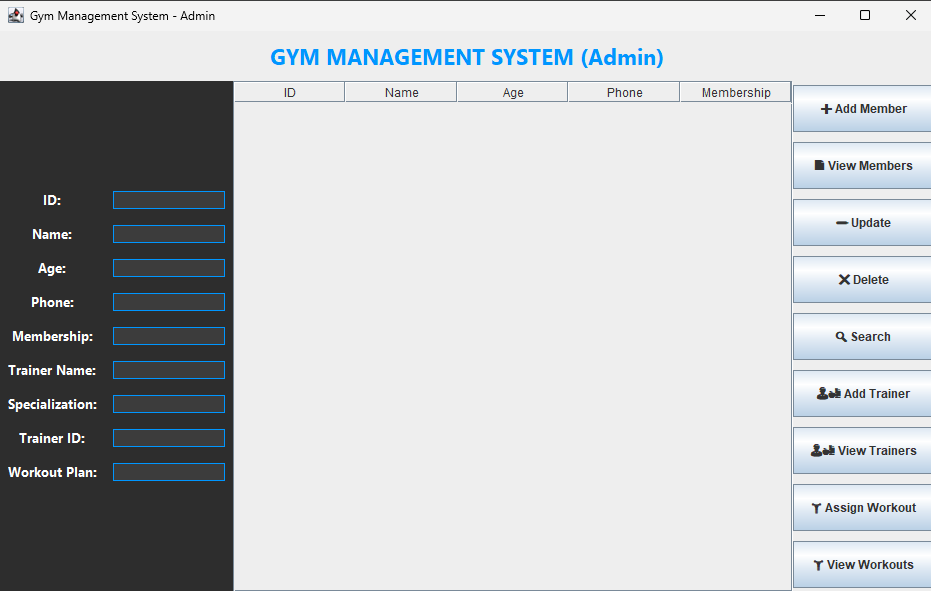 Gym Management System - Admin
GYM MANAGEMENT SYSTEM (Admin)
ID Name Age Phone Membership
ID:
Name:
Age:
Phone:
Membership:
Trainer Name:
Specialization:
Trainer ID:
Workout Plan:
Add Member
View Members
Update
Delete
Search
Add Trainer
View Trainers
Assign Workout
View Workouts